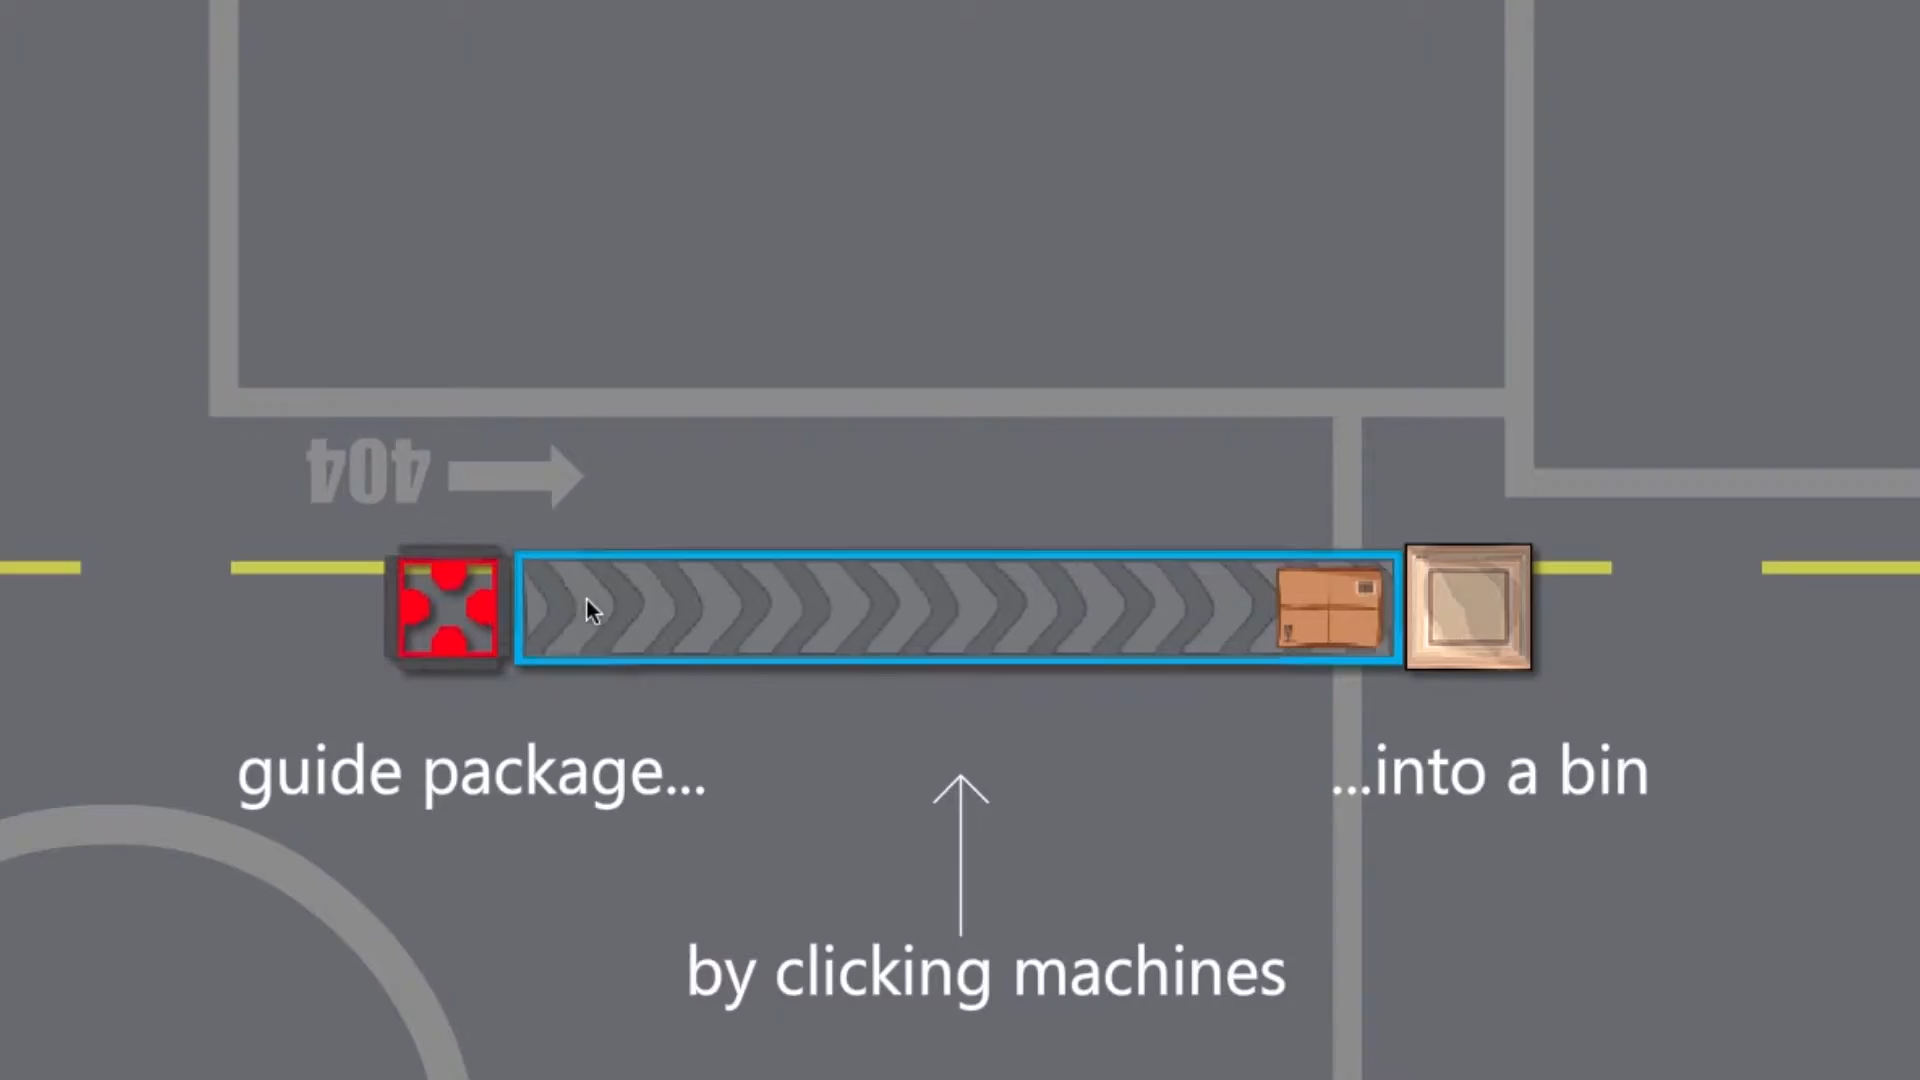 404
guide package...
...into a bin
by clicking machines